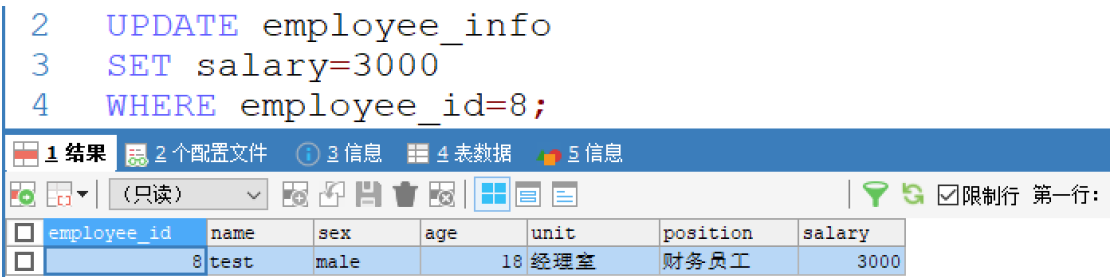 2 UPDATE employee_info
3 SET salary=3000
4 WHERE employee_id=8;
1 结果 2 个配置文件 3 信息 4 表数据 5 信息
（只读） 限制行 第一行:
employee_id name sex age unit position salary
8 test male 18 经理室 财务员工 3000